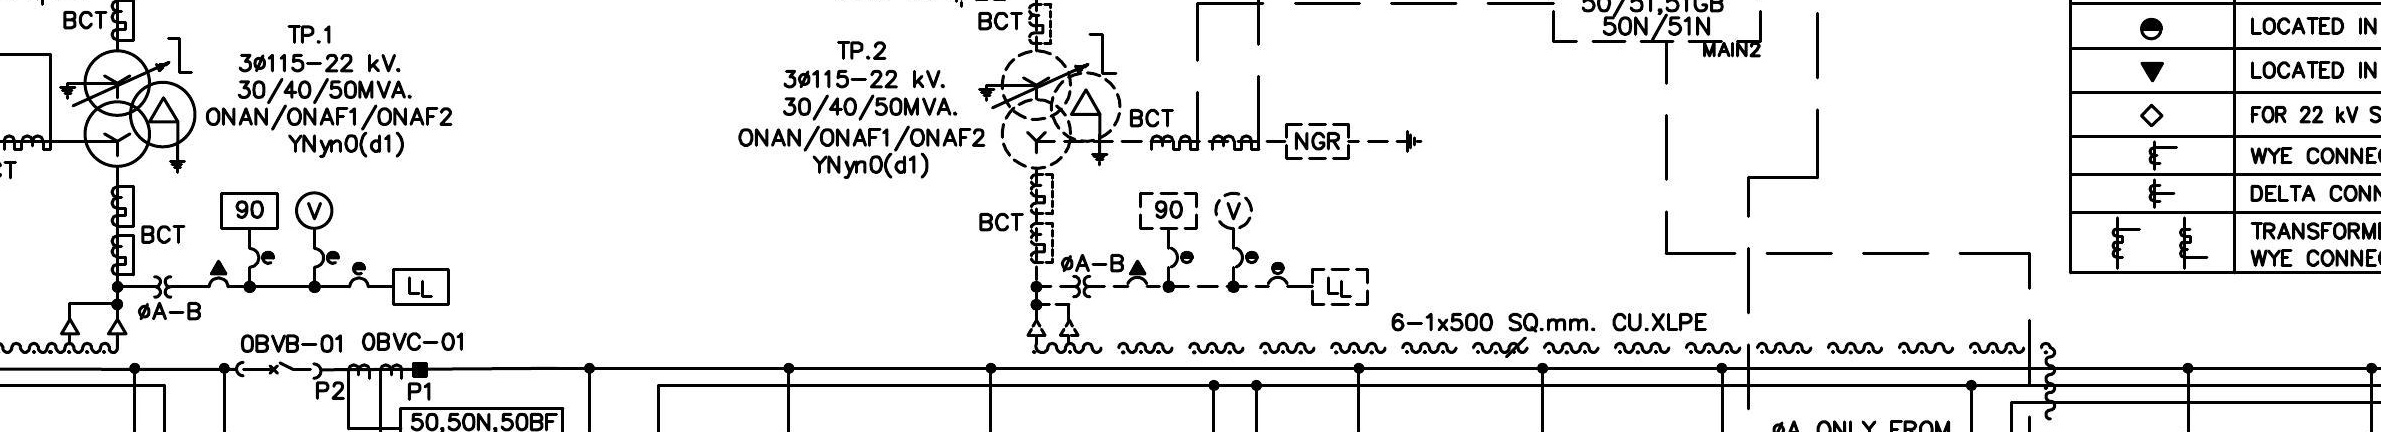 BCT
TP.1
3ø115-22 kV.
30/40/50MVA.
ONAN/ONAF1/ONAF2
YNyn0(d1)
BCT
90
V
LL
øA-B
0BVB-01
0BVC-01
P2
P1
50,50N,50BF
BCT
TP.2
3ø115-22 kV.
30/40/50MVA.
ONAN/ONAF1/ONAF2
YNyn0(d1)
BCT
NGR
BCT
90
V
øA-B
LL
6-1x500 SQ.mm. CU.XLPE
50/51,51GB
50N/51N
MAIN2
øA ONLY FROM
LOCATED IN
LOCATED IN
FOR 22 kV S
WYE CONNE
DELTA CONN
TRANSFORM
WYE CONNE